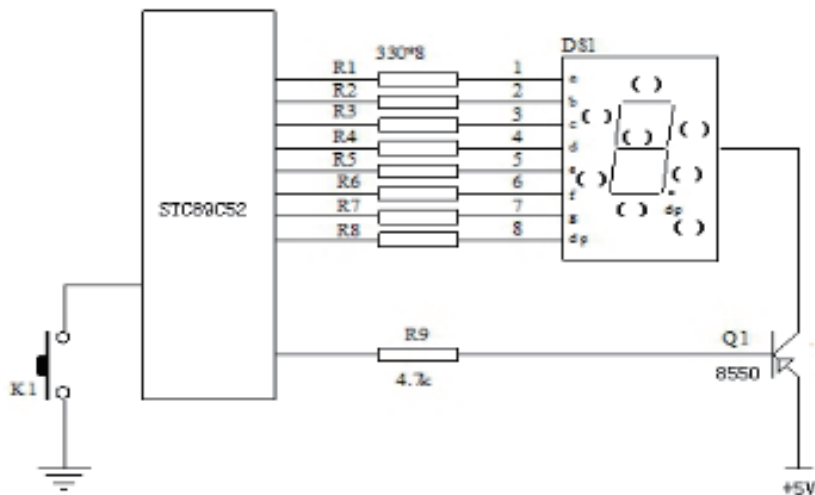 330*8
DS1
R1 1 a
R2 2 b
R3 3 c
R4 4 d
R5 5 e
R6 6 f
R7 7 g
R8 8 dp
( )
( )
( )
( )
( )
( )
( )
dp
( )
STC89C52
R9
4.7k
Q1
8550
K1
+5V